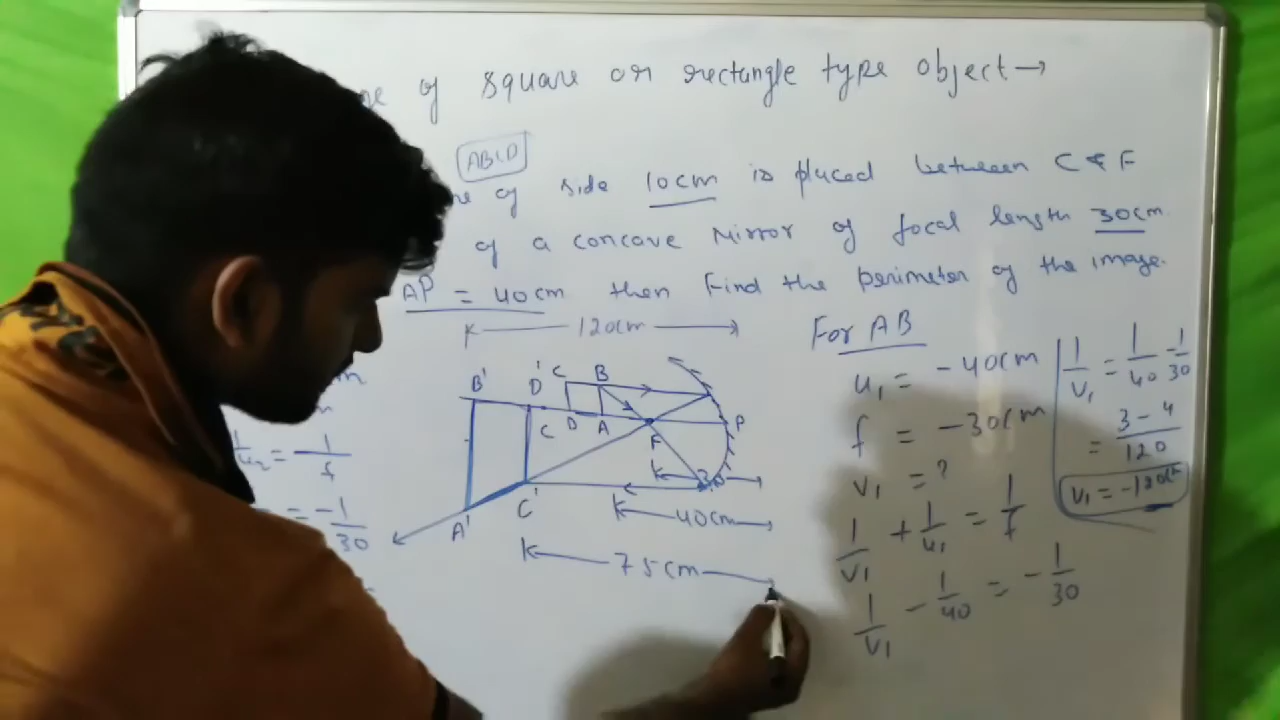 of square or rectangle type object →
ABCD
of side 10cm is placed between C & F
of a concave Mirror of focal length 30cm.
AP = 40cm then Find the perimeter of the image.
120cm
For AB
u₁ = -40cm
f = -30cm
v₁ = ?
1/v₁ + 1/u₁ = 1/f
1/v₁ - 1/40 = -1/30
1/v₁ = 1/40 - 1/30
= 3-4/120
v₁ = -120cm
B' D' C B
C D A F P
A' C'
30
40cm
75cm
1/u₂ = 1/f
= -1/30